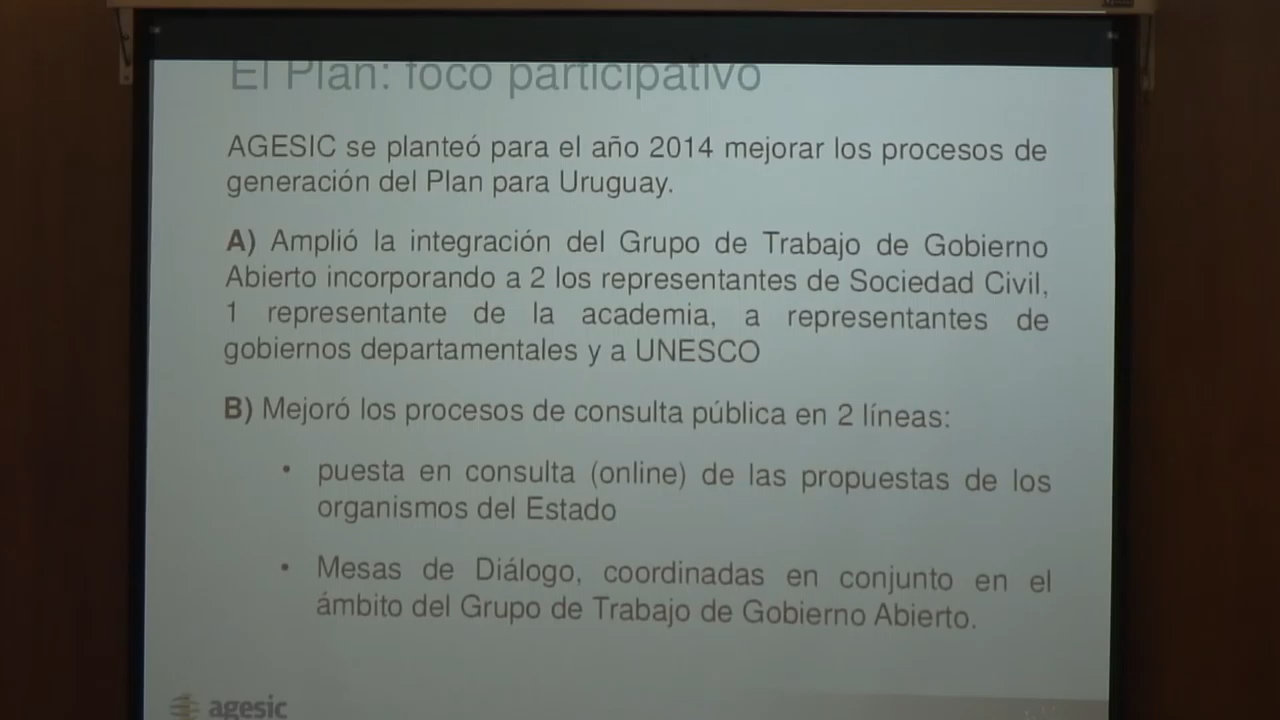 El Plan: foco participativo
AGESIC se planteó para el año 2014 mejorar los procesos de
generación del Plan para Uruguay.
A) Amplió la integración del Grupo de Trabajo de Gobierno
Abierto incorporando a 2 los representantes de Sociedad Civil,
1 representante de la academia, a representantes de
gobiernos departamentales y a UNESCO
B) Mejoró los procesos de consulta pública en 2 líneas:
• puesta en consulta (online) de las propuestas de los
organismos del Estado
• Mesas de Diálogo, coordinadas en conjunto en el
ámbito del Grupo de Trabajo de Gobierno Abierto.
agesic